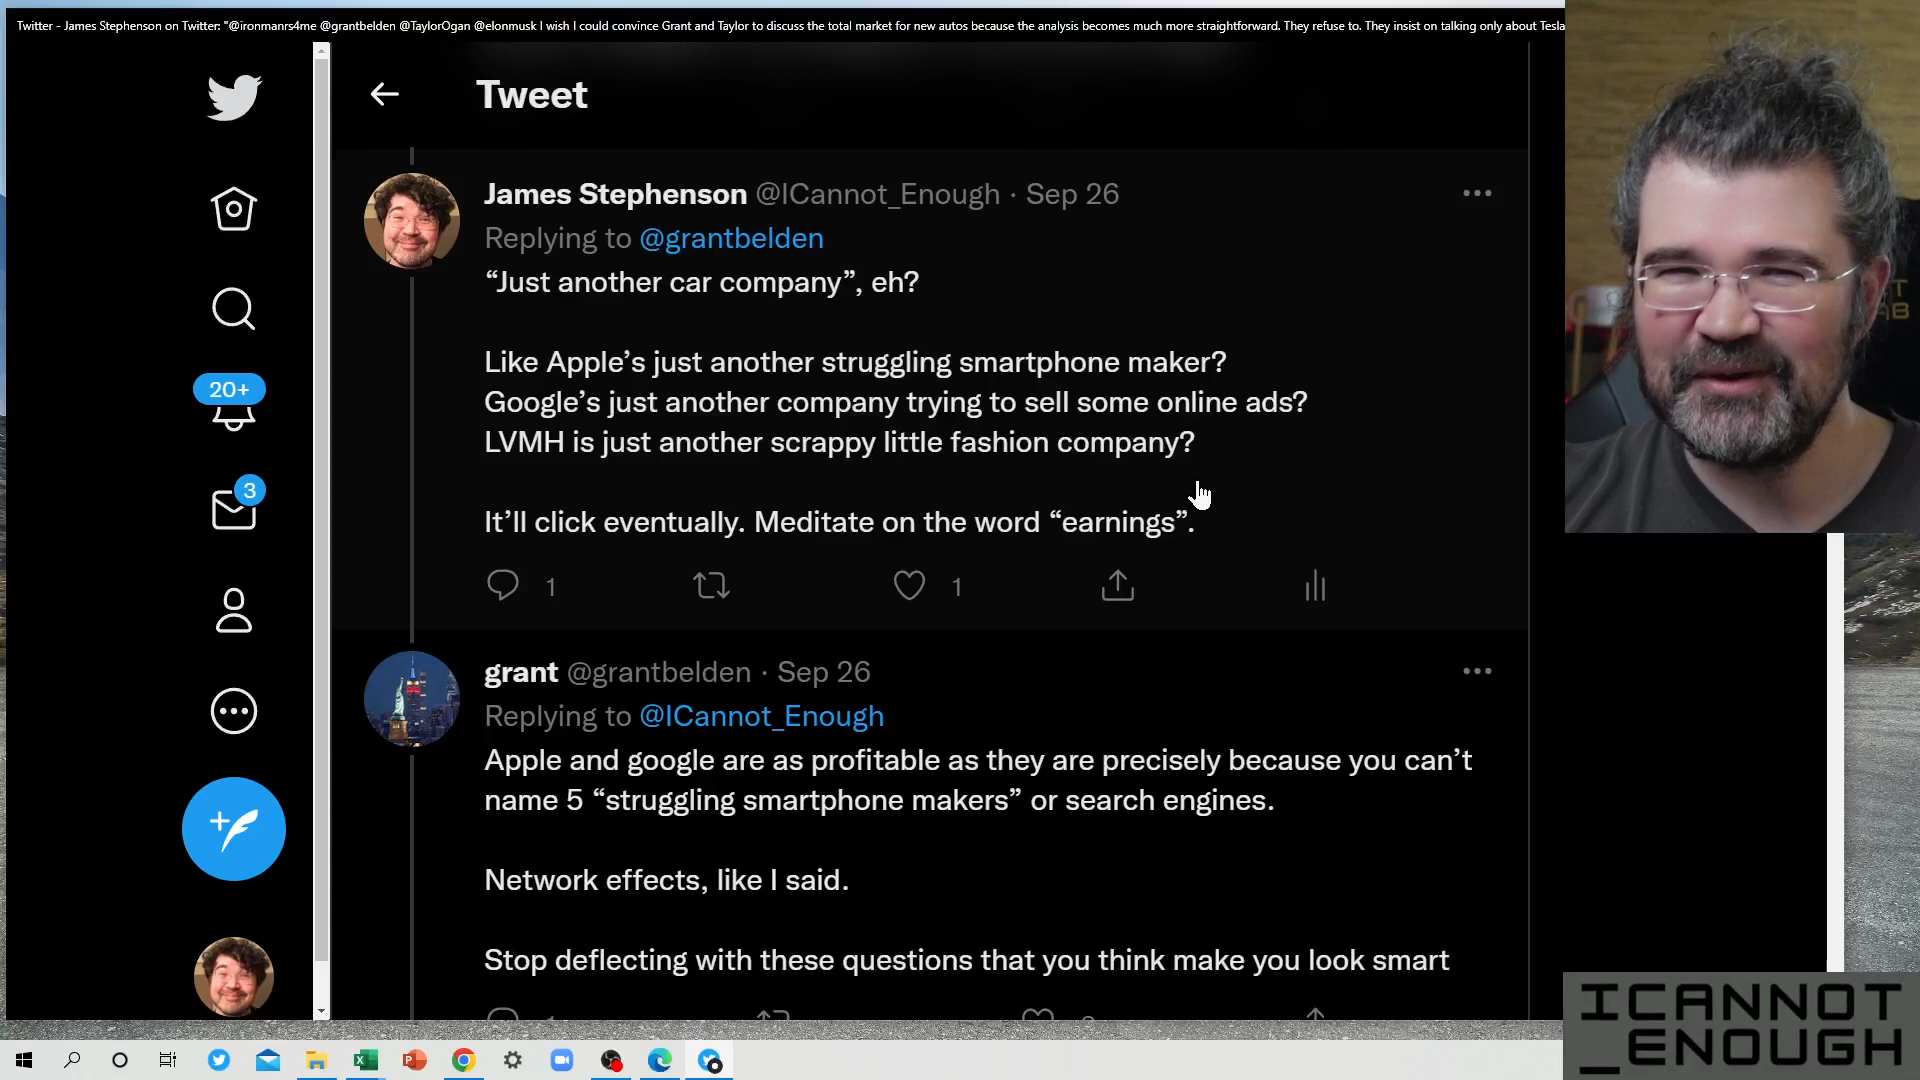 Twitter - James Stephenson on Twitter: "@ironmanrs4me @grantbelden @TaylorOgan @elonmusk I wish I could convince Grant and Taylor to discuss the total market for new autos because the analysis becomes much more straightforward. They refuse to. They insist on talking only about Tesla
Tweet
James Stephenson @ICannot_Enough · Sep 26
Replying to @grantbelden
“Just another car company”, eh?
Like Apple’s just another struggling smartphone maker?
Google’s just another company trying to sell some online ads?
LVMH is just another scrappy little fashion company?
It’ll click eventually. Meditate on the word “earnings”.
1
1
20+
3
grant @grantbelden · Sep 26
Replying to @ICannot_Enough
Apple and google are as profitable as they are precisely because you can’t
name 5 “struggling smartphone makers” or search engines.
Network effects, like I said.
Stop deflecting with these questions that you think make you look smart
ICANNOT
_ENOUGH